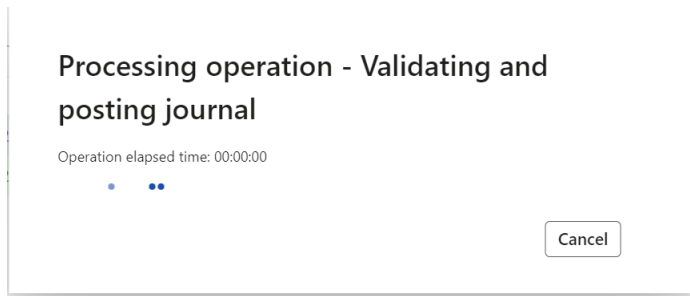 Processing operation - Validating and
posting journal
Operation elapsed time: 00:00:00
Cancel